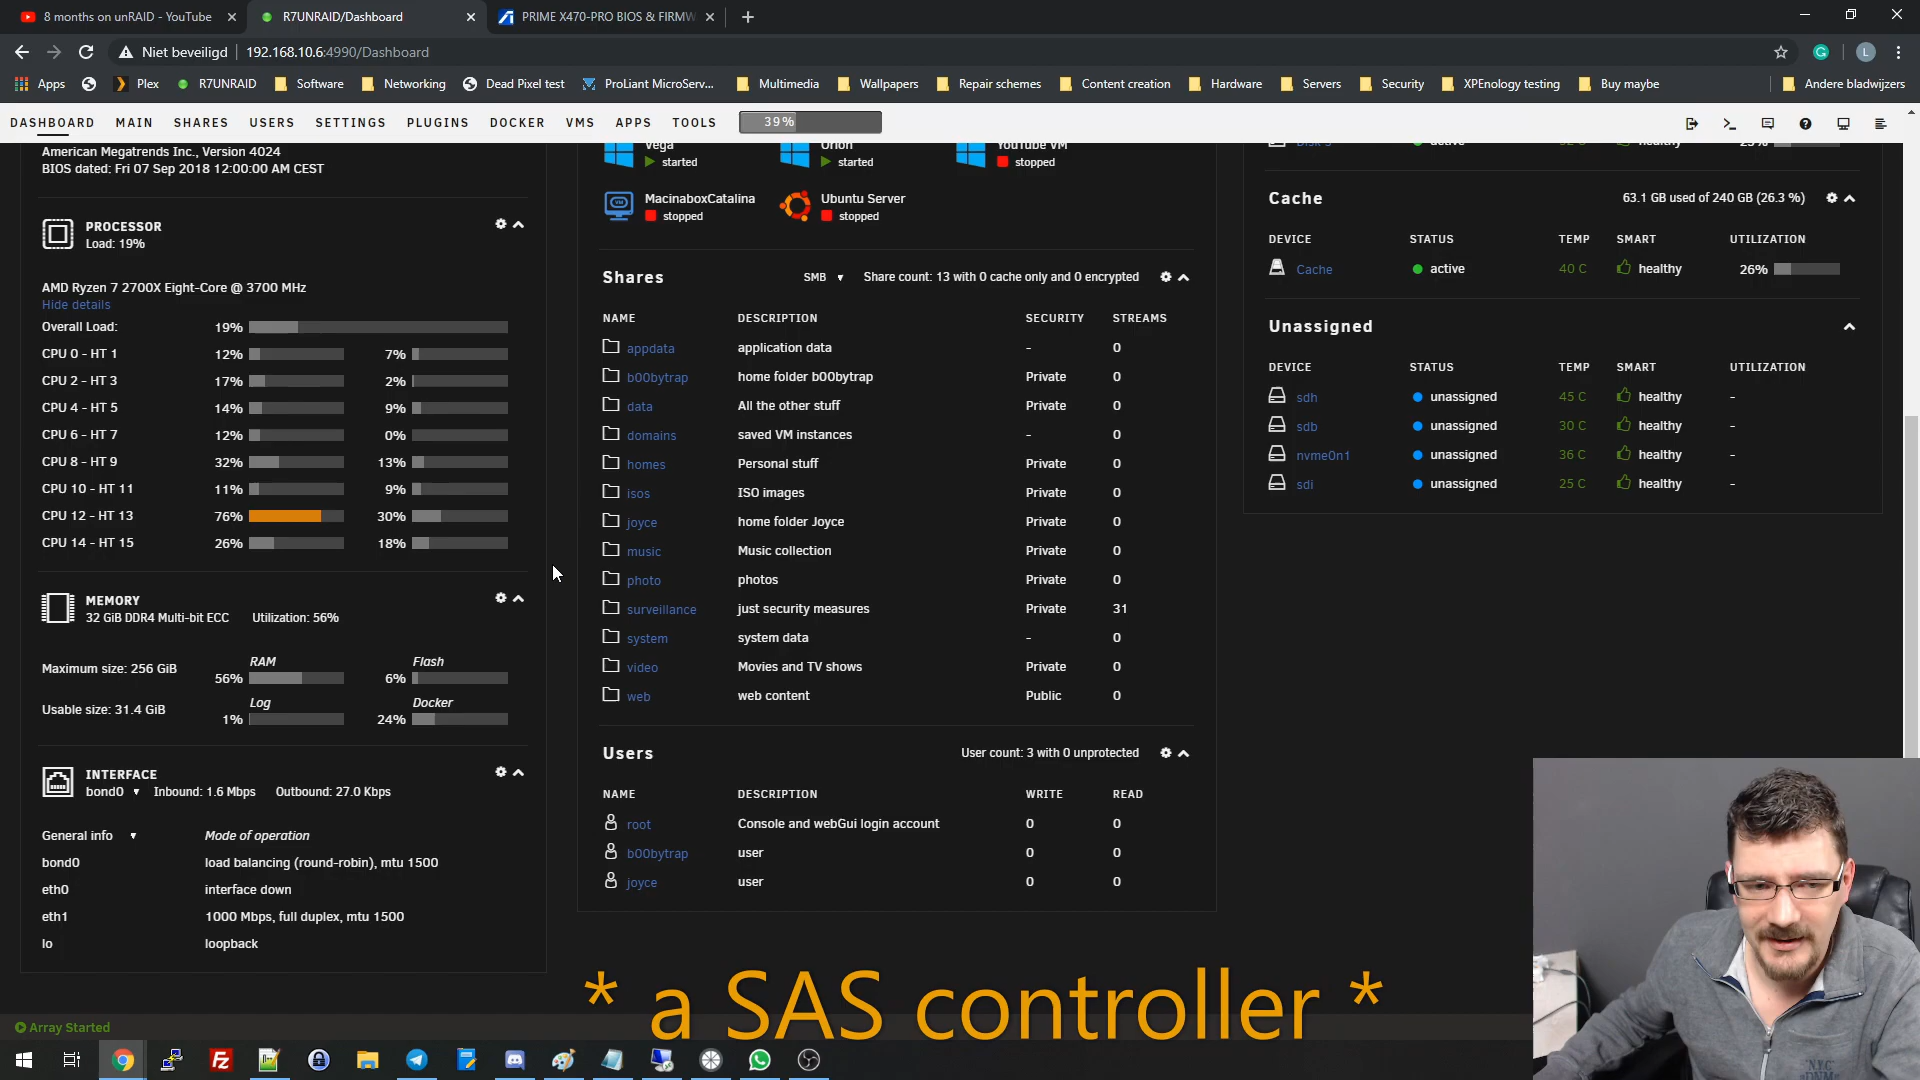 8 months on unRAID - YouTube
R7UNRAID/Dashboard
PRIME X470-PRO BIOS & FIRMW
Niet beveiligd
192.168.10.6:4990/Dashboard
Apps
Plex
R7UNRAID
Software
Networking
Dead Pixel test
ProLiant MicroServ...
Multimedia
Wallpapers
Repair schemes
Content creation
Hardware
Servers
Security
XPEnology testing
Buy maybe
Andere bladwijzers
DASHBOARD MAIN SHARES USERS SETTINGS PLUGINS DOCKER VMS APPS TOOLS 39%
American Megatrends Inc., Version 4024
BIOS dated: Fri 07 Sep 2018 12:00:00 AM CEST
PROCESSOR
Load: 19%
AMD Ryzen 7 2700X Eight-Core @ 3700 MHz
Hide details
Overall Load: 19%
CPU 0 - HT 1 12% 7%
CPU 2 - HT 3 17% 2%
CPU 4 - HT 5 14% 9%
CPU 6 - HT 7 12% 0%
CPU 8 - HT 9 32% 13%
CPU 10 - HT 11 11% 9%
CPU 12 - HT 13 76% 30%
CPU 14 - HT 15 26% 18%
MEMORY
32 GiB DDR4 Multi-bit ECC Utilization: 56%
RAM Flash
Maximum size: 256 GiB 56% 6%
Log Docker
Usable size: 31.4 GiB 1% 24%
INTERFACE
bond0 Inbound: 1.6 Mbps Outbound: 27.0 Kbps
General info Mode of operation
bond0 load balancing (round-robin), mtu 1500
eth0 interface down
eth1 1000 Mbps, full duplex, mtu 1500
lo loopback
Vega
started
Orion
started
YouTube VM
stopped
MacinaboxCatalina
stopped
Ubuntu Server
stopped
Shares SMB Share count: 13 with 0 cache only and 0 encrypted
NAME DESCRIPTION SECURITY STREAMS
appdata application data - 0
b00bytrap home folder b00bytrap Private 0
data All the other stuff Private 0
domains saved VM instances - 0
homes Personal stuff Private 0
isos ISO images Private 0
joyce home folder Joyce Private 0
music Music collection Private 0
photo photos Private 0
surveillance just security measures Private 31
system system data - 0
video Movies and TV shows Private 0
web web content Public 0
Users User count: 3 with 0 unprotected
NAME DESCRIPTION WRITE READ
root Console and webGui login account 0 0
b00bytrap user 0 0
joyce user 0 0
Cache 63.1 GB used of 240 GB (26.3 %)
DEVICE STATUS TEMP SMART UTILIZATION
Cache active 40 C healthy 26%
Unassigned
DEVICE STATUS TEMP SMART UTILIZATION
sdh unassigned 45 C healthy -
sdb unassigned 30 C healthy -
nvme0n1 unassigned 36 C healthy -
sdi unassigned 25 C healthy -
* a SAS controller *
Array Started